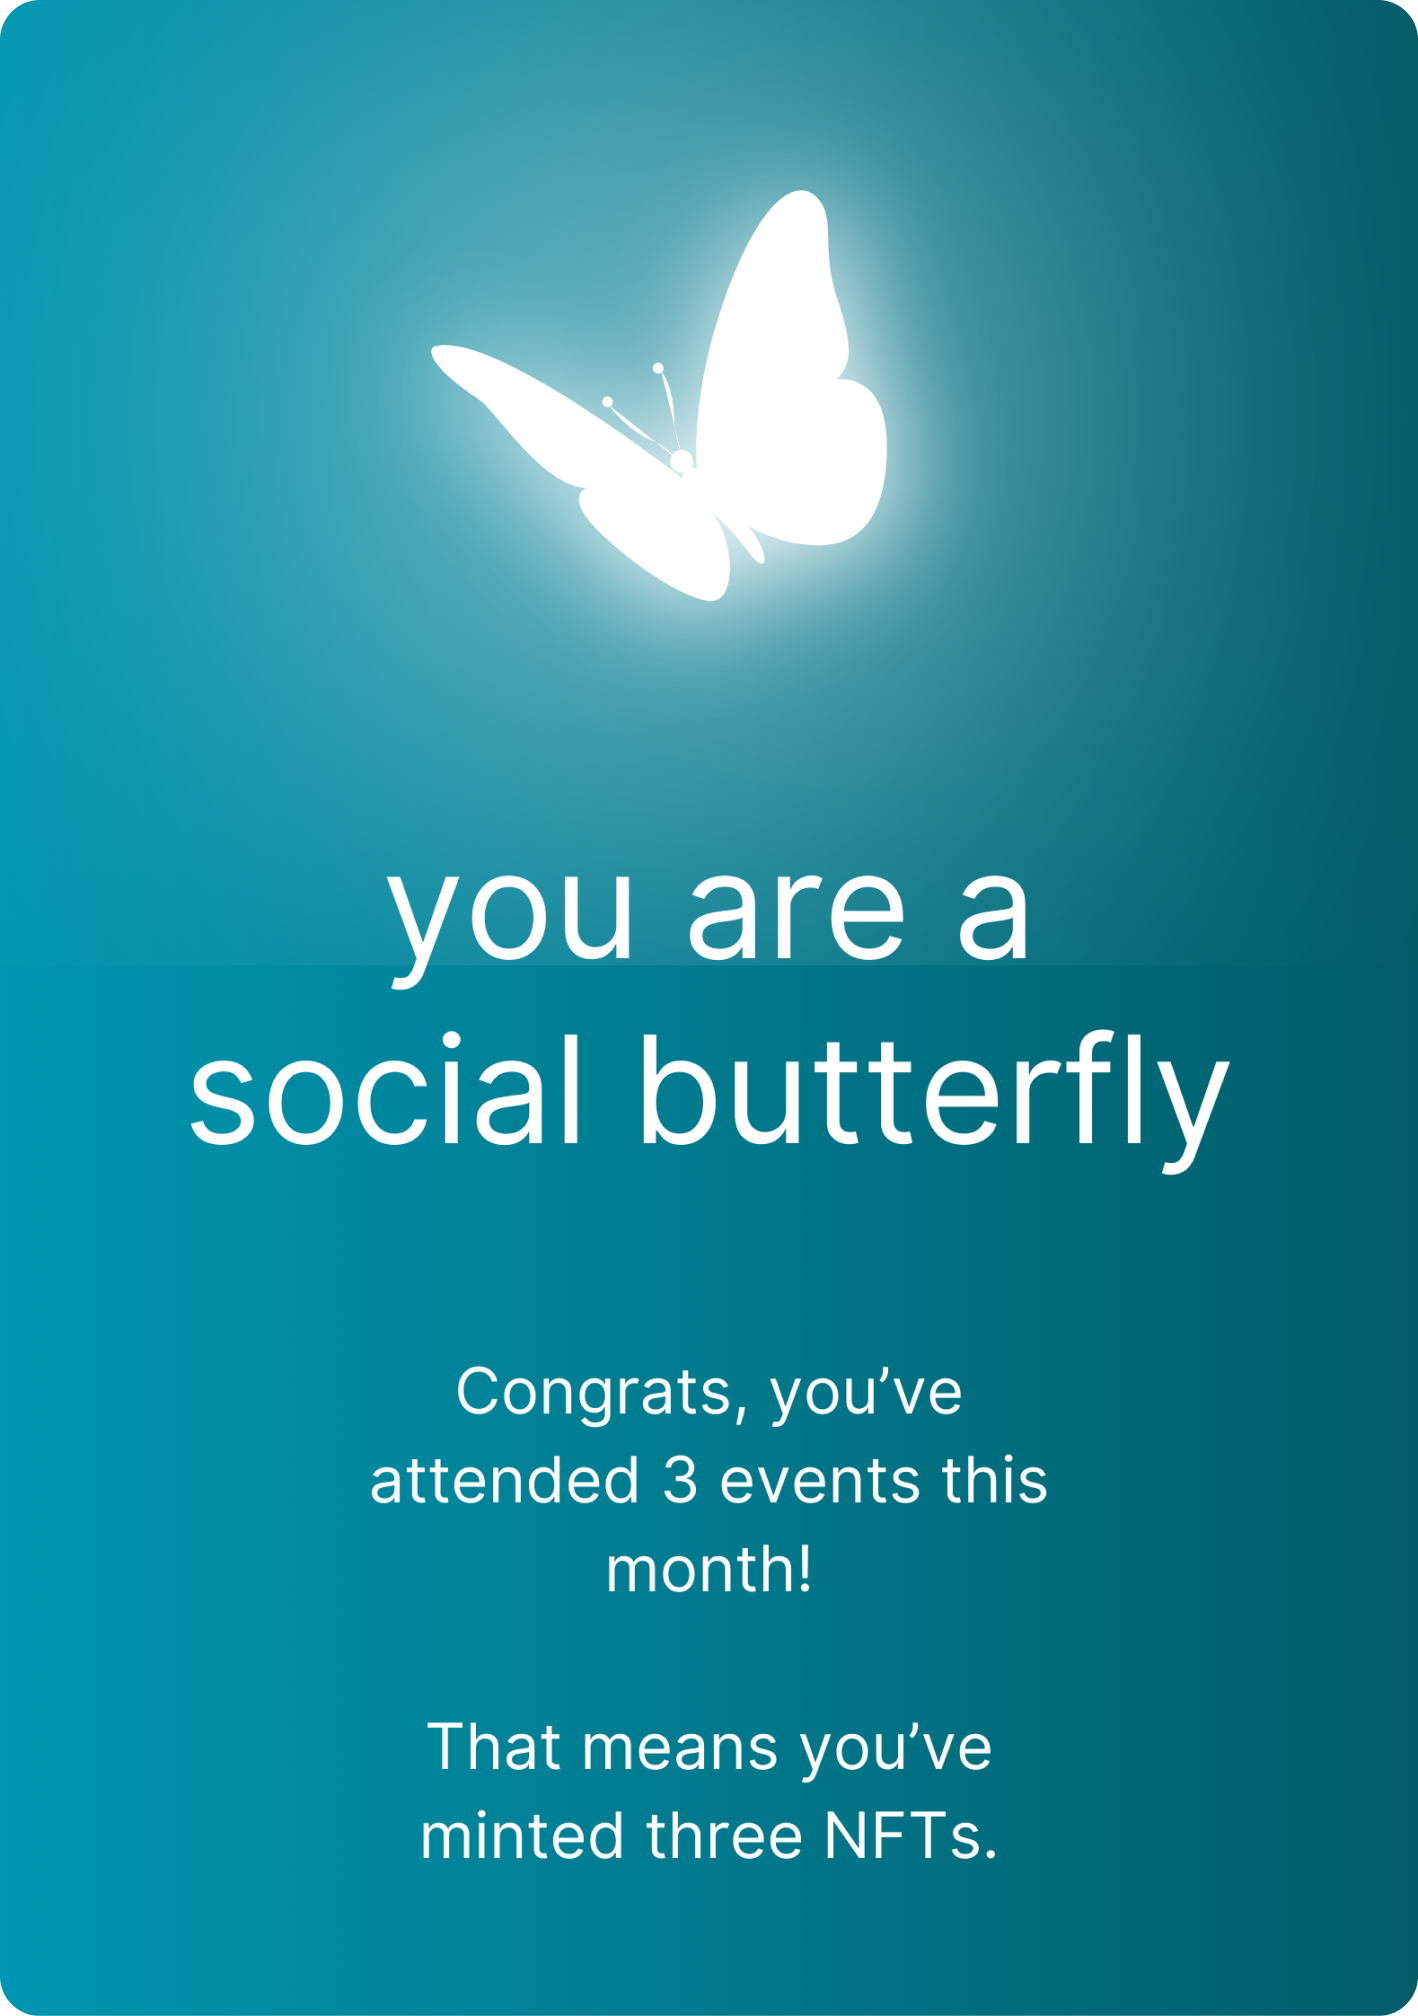 you are a
social butterfly
Congrats, you’ve
attended 3 events this
month!
That means you’ve
minted three NFTs.